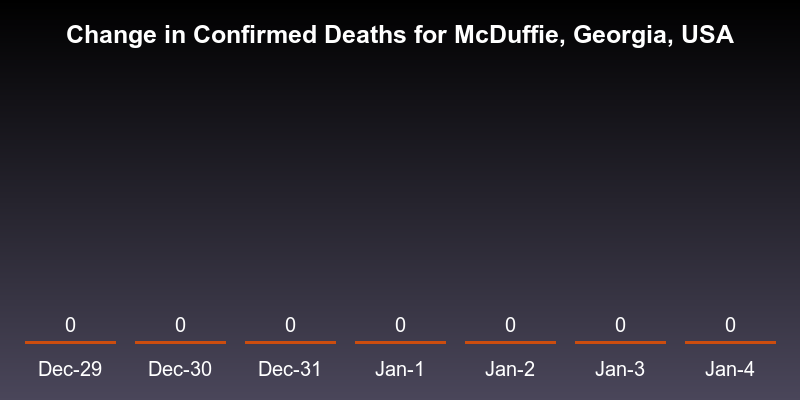 Change in Confirmed Deaths for McDuffie, Georgia, USA
0 0 0 0 0 0 0
Dec-29 Dec-30 Dec-31 Jan-1 Jan-2 Jan-3 Jan-4